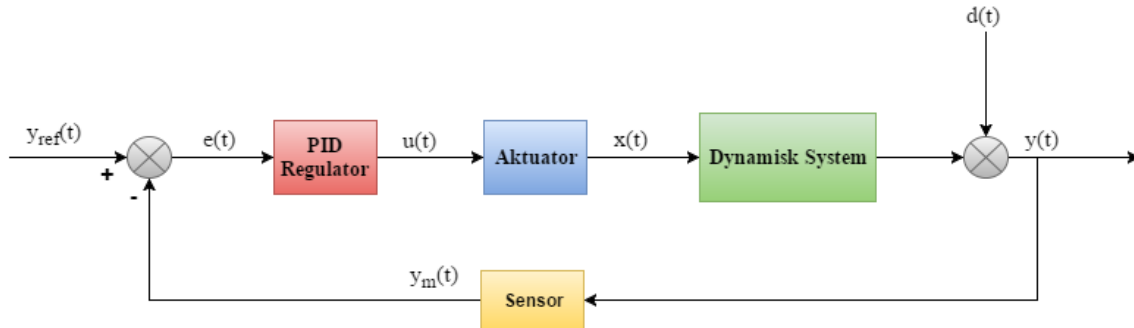 d(t)
y_ref(t)
e(t)
PID
Regulator
u(t)
Aktuator
x(t)
Dynamisk System
y(t)
+
-
y_m(t)
Sensor